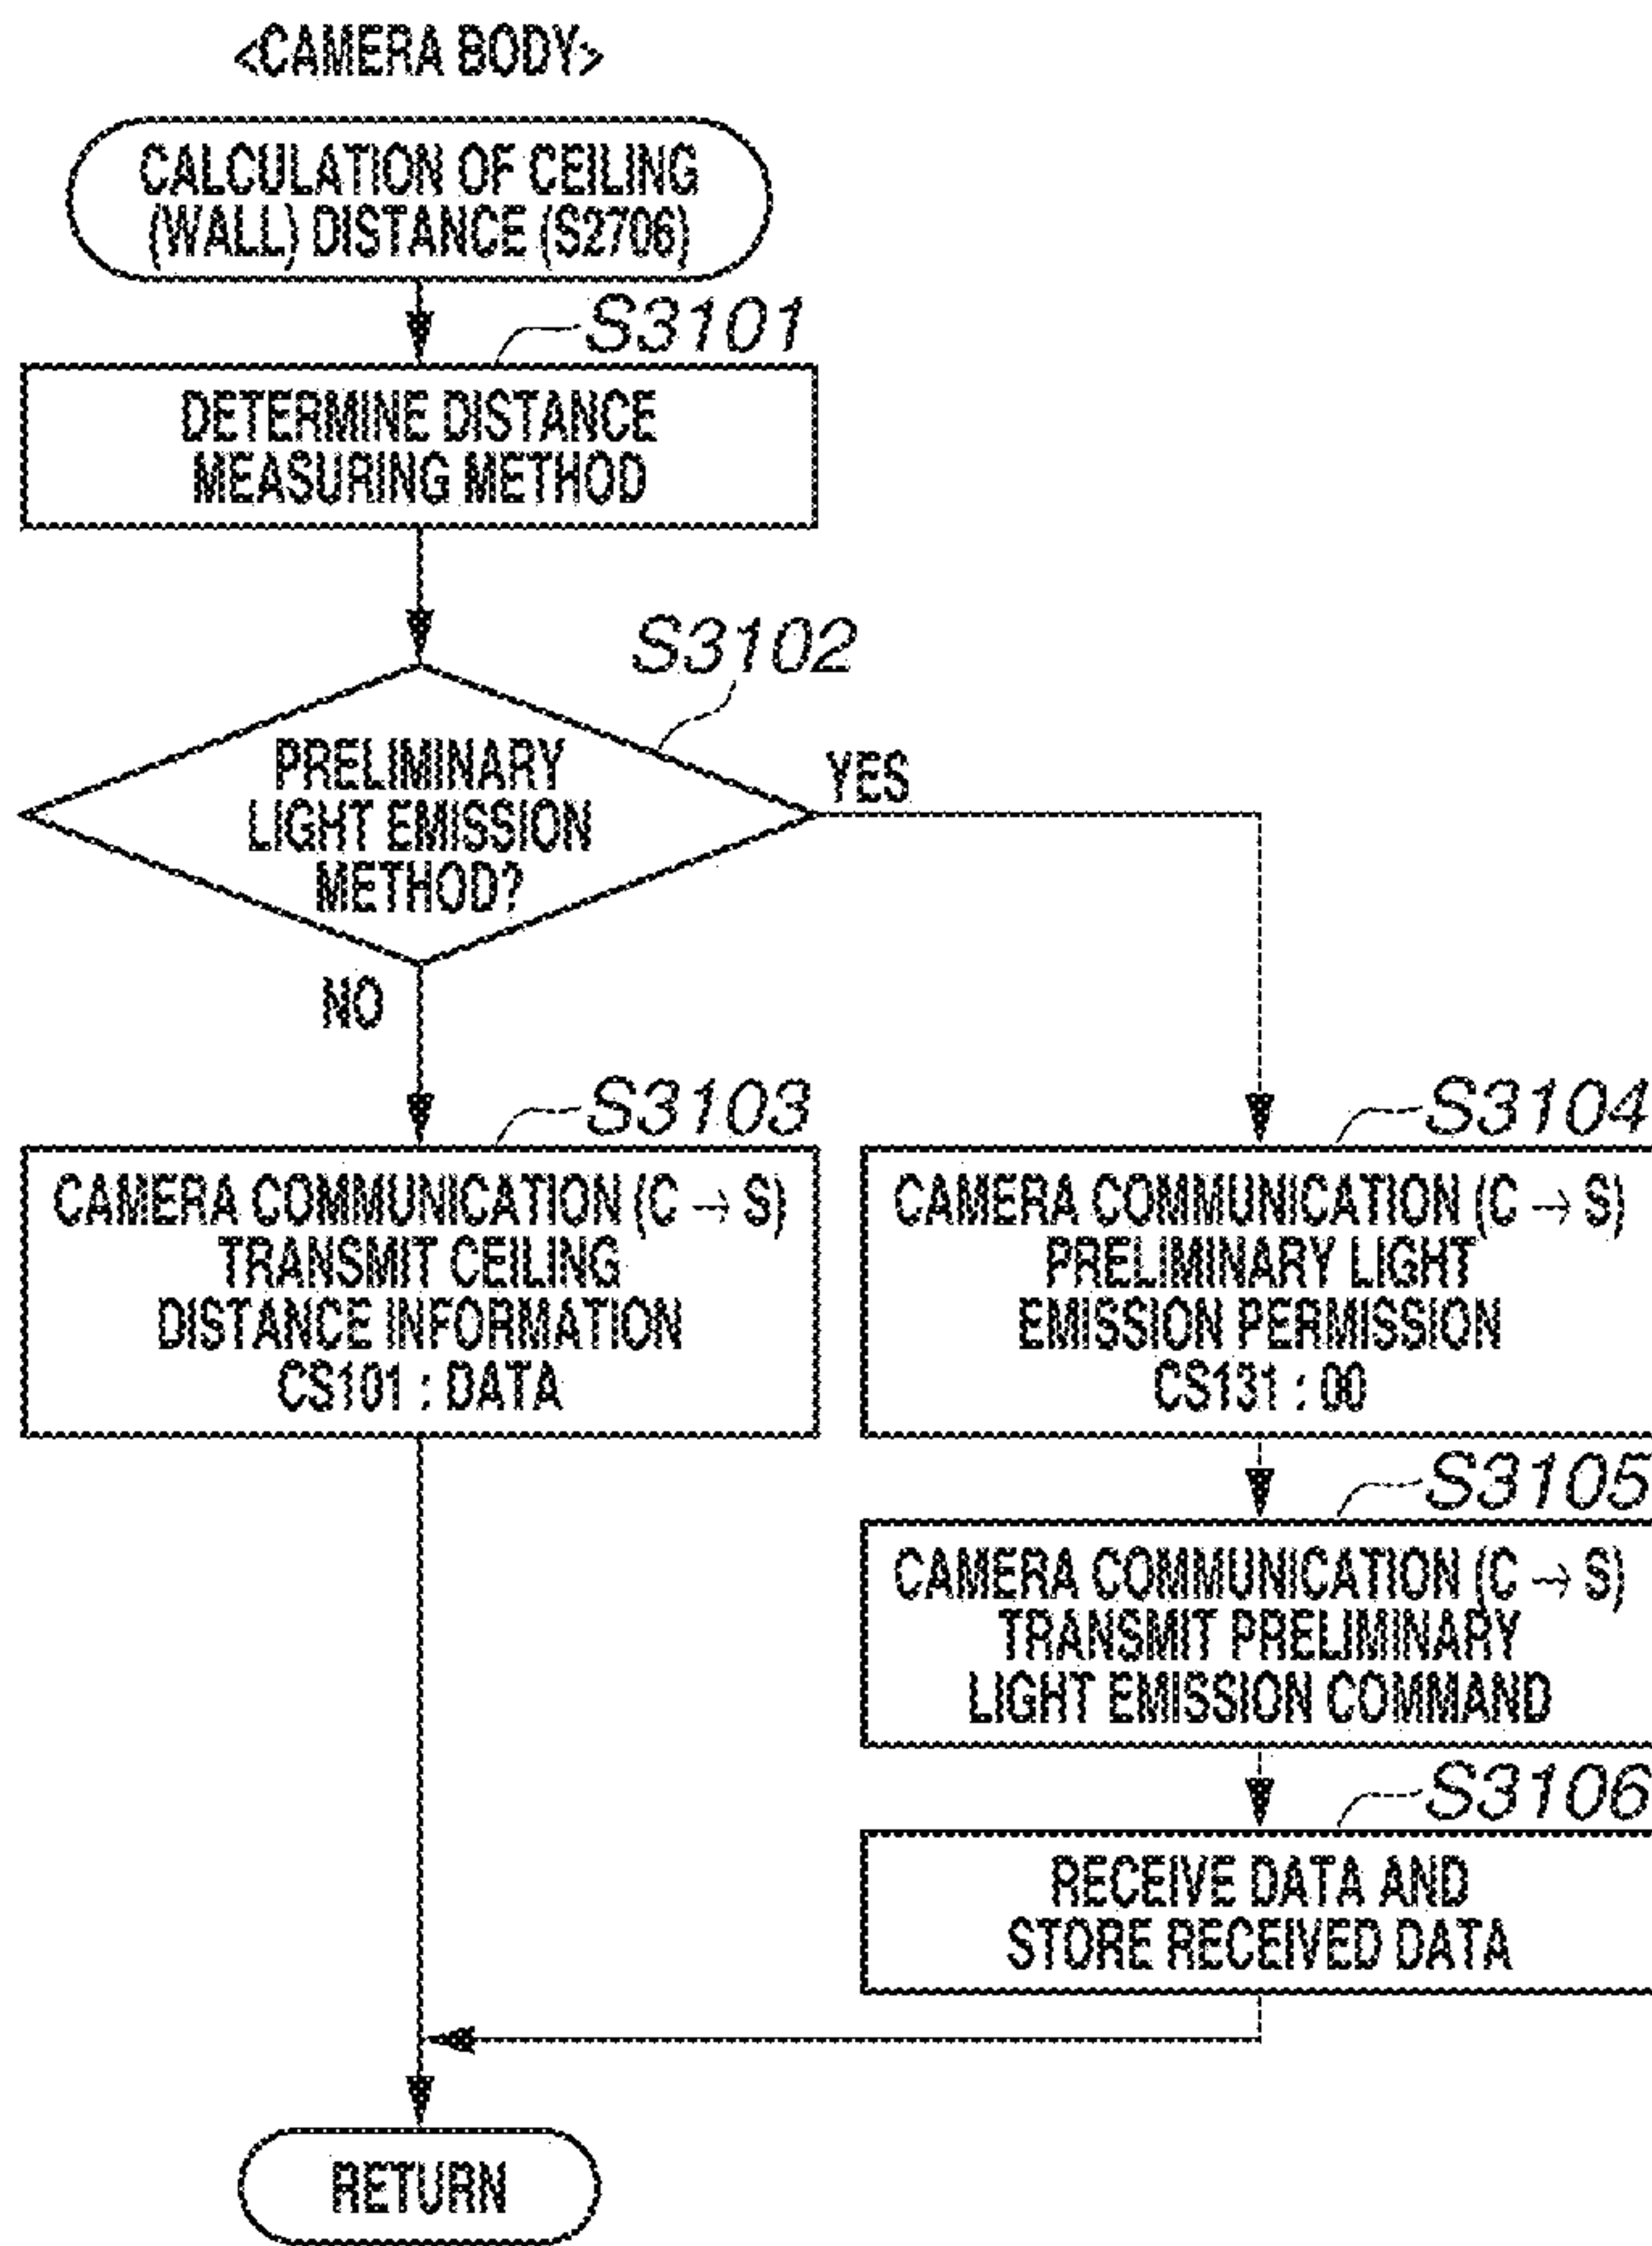 <CAMERA BODY>
CALCULATION OF CEILING
(WALL) DISTANCE (S2706)
S3101
DETERMINE DISTANCE
MEASURING METHOD
S3102
PRELIMINARY
LIGHT EMISSION
METHOD?
YES
NO
S3103
CAMERA COMMUNICATION (C → S)
TRANSMIT CEILING
DISTANCE INFORMATION
CS101 : DATA
S3104
CAMERA COMMUNICATION (C → S)
PRELIMINARY LIGHT
EMISSION PERMISSION
CS131 : 00
S3105
CAMERA COMMUNICATION (C → S)
TRANSMIT PRELIMINARY
LIGHT EMISSION COMMAND
S3106
RECEIVE DATA AND
STORE RECEIVED DATA
RETURN